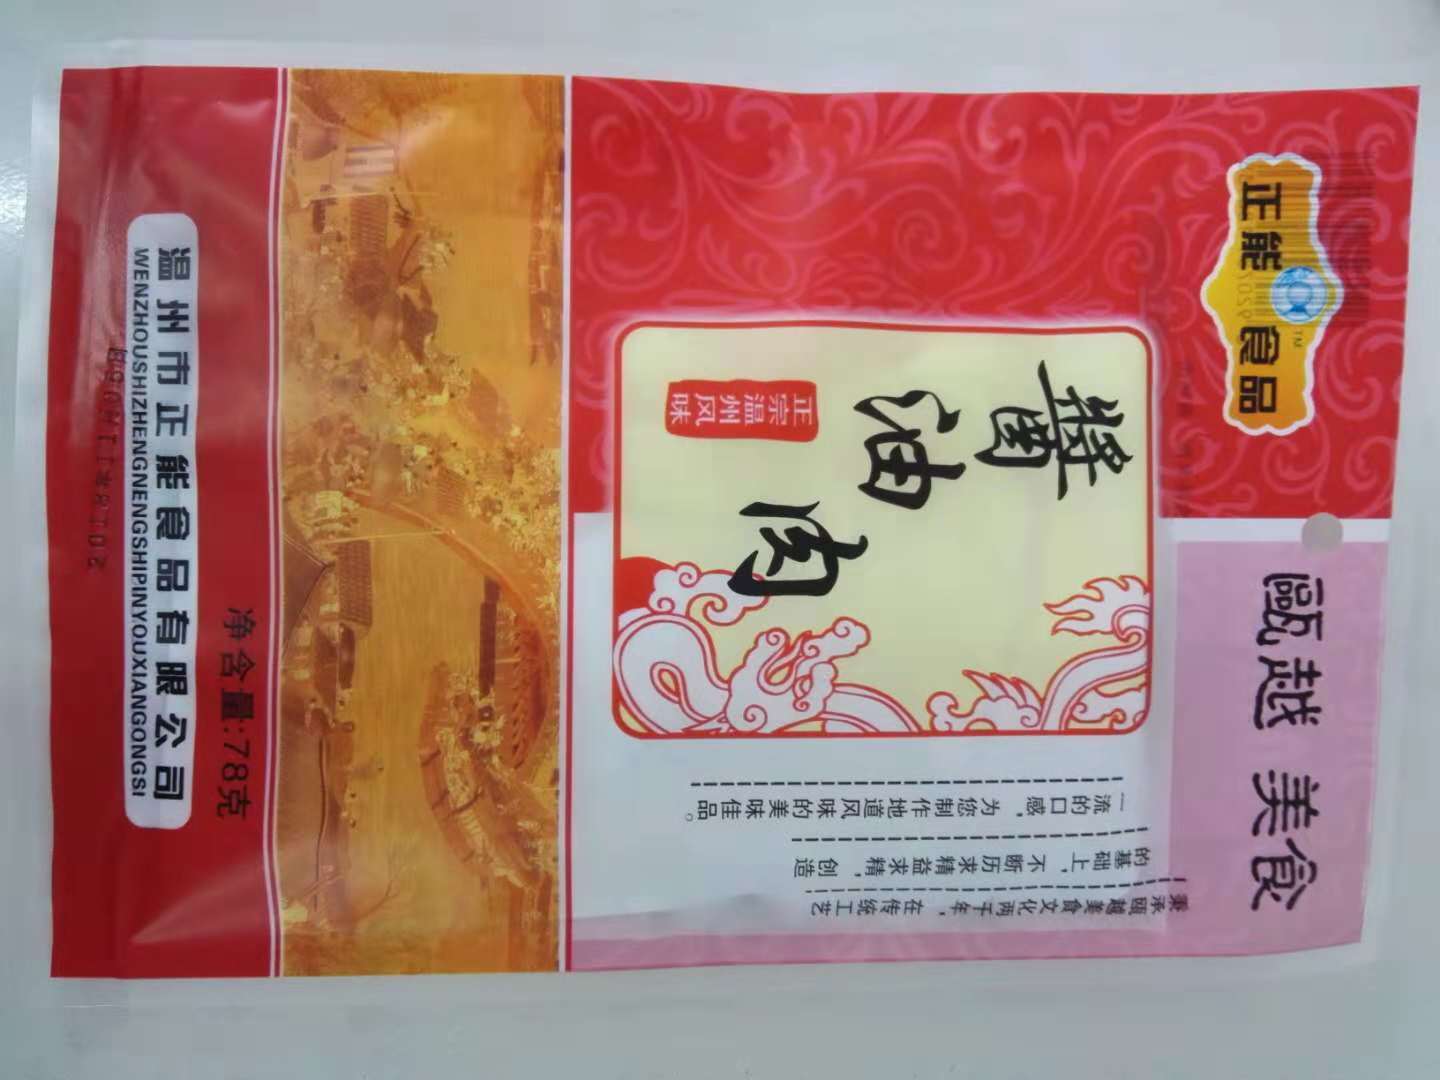 正能食品
TM
瓯越 美食
酱油肉
正宗温州风味
秉承瓯越美食文化两千年，在传统工艺
的基础上，不断历求精益求精，创造
一流的口感，为您制作地道风味的美味佳品。
净含量:78克
温州市正能食品有限公司
WENZHOUSHIZHENGNENGSHIPINYOUXIANGONGSI